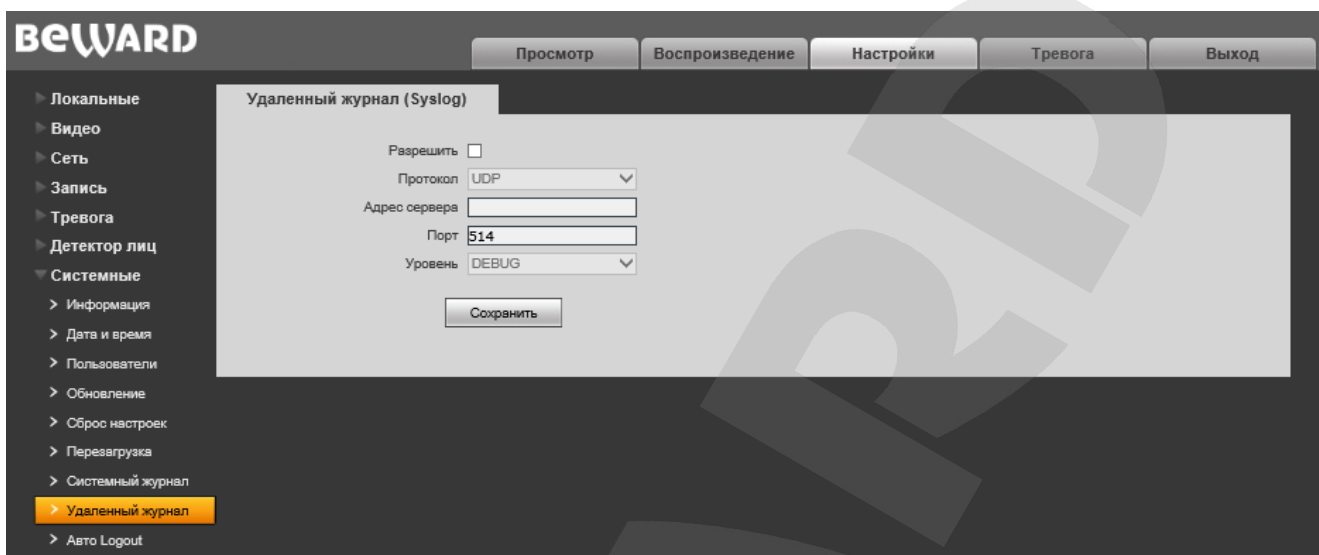 BEWARD
Просмотр
Воспроизведение
Настройки
Тревога
Выход
Локальные
Видео
Сеть
Запись
Тревога
Детектор лиц
Системные
Информация
Дата и время
Пользователи
Обновление
Сброс настроек
Перезагрузка
Системный журнал
Удаленный журнал
Авто Logout
Удаленный журнал (Syslog)
Разрешить
Протокол UDP
Адрес сервера
Порт 514
Уровень DEBUG
Сохранить